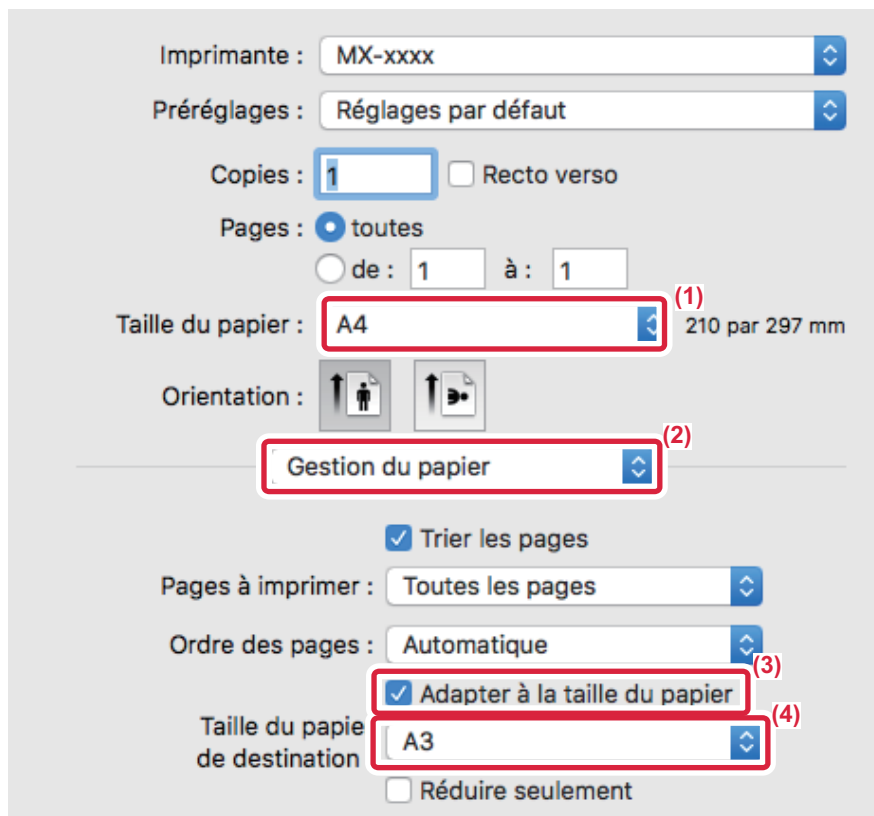 Imprimante : MX-xxxx
Préréglages : Réglages par défaut
Copies : 1 Recto verso
Pages : toutes
de : 1 à : 1
(1)
Taille du papier : A4 210 par 297 mm
Orientation :
(2)
Gestion du papier
Trier les pages
Pages à imprimer : Toutes les pages
Ordre des pages : Automatique
(3)
Adapter à la taille du papier
(4)
Taille du papie
de destination A3
Réduire seulement